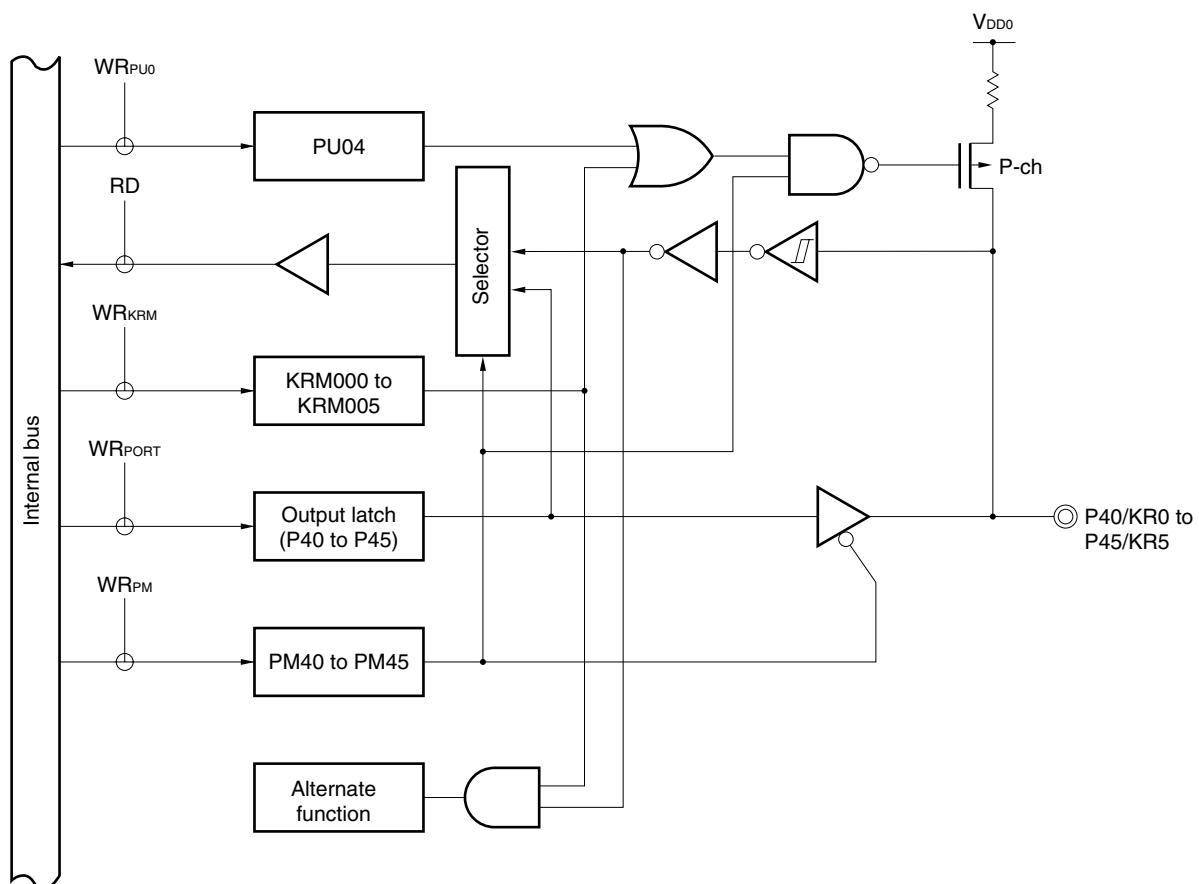 VDD0
WRPU0
PU04
P-ch
RD
Selector
WRKRM
KRM000 to
KRM005
Internal bus
WRPORT
Output latch
(P40 to P45)
P40/KR0 to
P45/KR5
WRPM
PM40 to PM45
Alternate
function